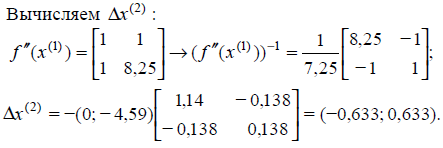 Вычисляем Δx⁽²⁾ :
f″(x⁽¹⁾) = [1 1; 1 8,25] → (f″(x⁽¹⁾))⁻¹ = 1/7,25 [8,25 −1; −1 1];
Δx⁽²⁾ = −(0; −4,59)[1,14 −0,138; −0,138 0,138] = (−0,633; 0,633).